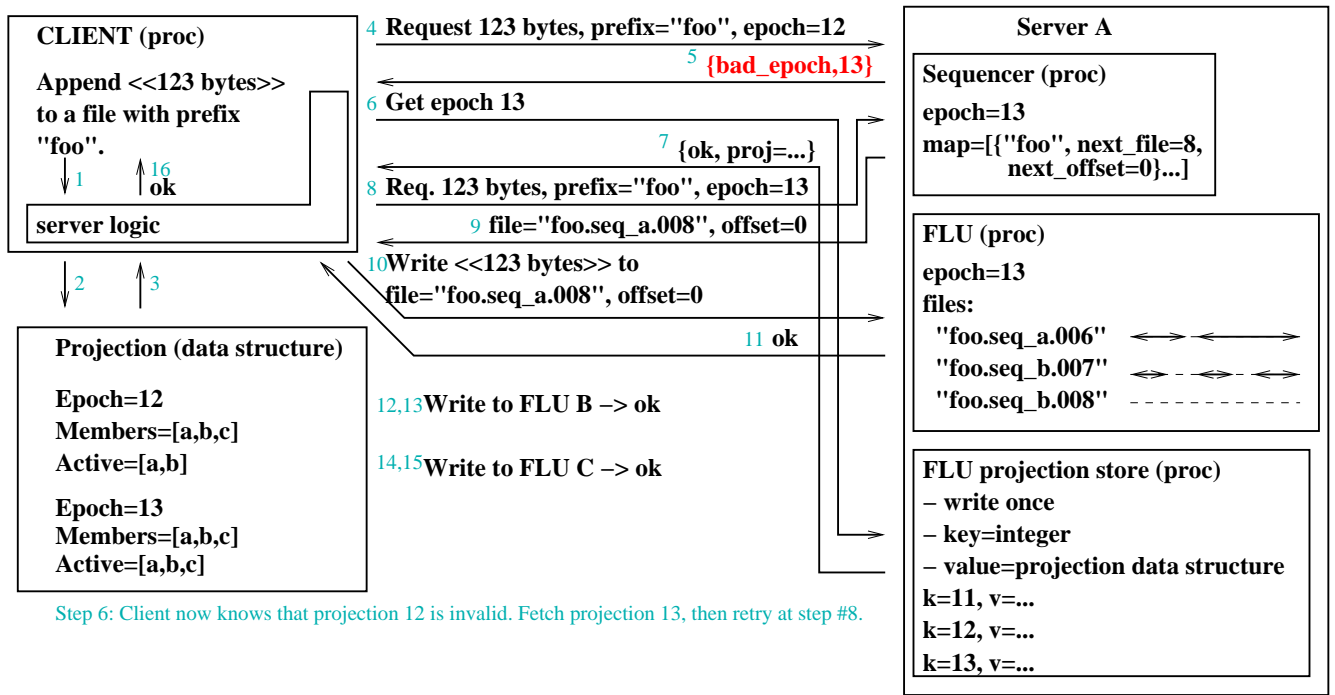 CLIENT (proc)
Append <<123 bytes>>
to a file with prefix
"foo".
1
16
ok
server logic
2
3
Projection (data structure)
Epoch=12
Members=[a,b,c]
Active=[a,b]
Epoch=13
Members=[a,b,c]
Active=[a,b,c]
4 Request 123 bytes, prefix="foo", epoch=12
5 {bad_epoch,13}
6 Get epoch 13
7 {ok, proj=...}
8 Req. 123 bytes, prefix="foo", epoch=13
9 file="foo.seq_a.008", offset=0
10 Write <<123 bytes>> to
file="foo.seq_a.008", offset=0
11 ok
12,13 Write to FLU B −> ok
14,15 Write to FLU C −> ok
Step 6: Client now knows that projection 12 is invalid. Fetch projection 13, then retry at step #8.
Server A
Sequencer (proc)
epoch=13
map=[{"foo", next_file=8,
next_offset=0}...]
FLU (proc)
epoch=13
files:
"foo.seq_a.006"
"foo.seq_b.007"
"foo.seq_b.008"
FLU projection store (proc)
− write once
− key=integer
− value=projection data structure
k=11, v=...
k=12, v=...
k=13, v=...